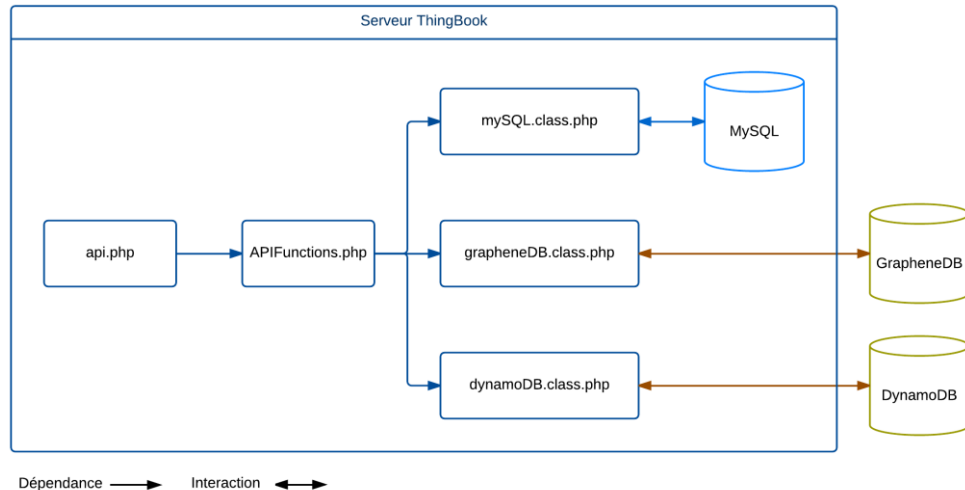 Serveur ThingBook
mySQL.class.php
MySQL
api.php
APIFunctions.php
grapheneDB.class.php
GrapheneDB
dynamoDB.class.php
DynamoDB
Dépendance
Interaction